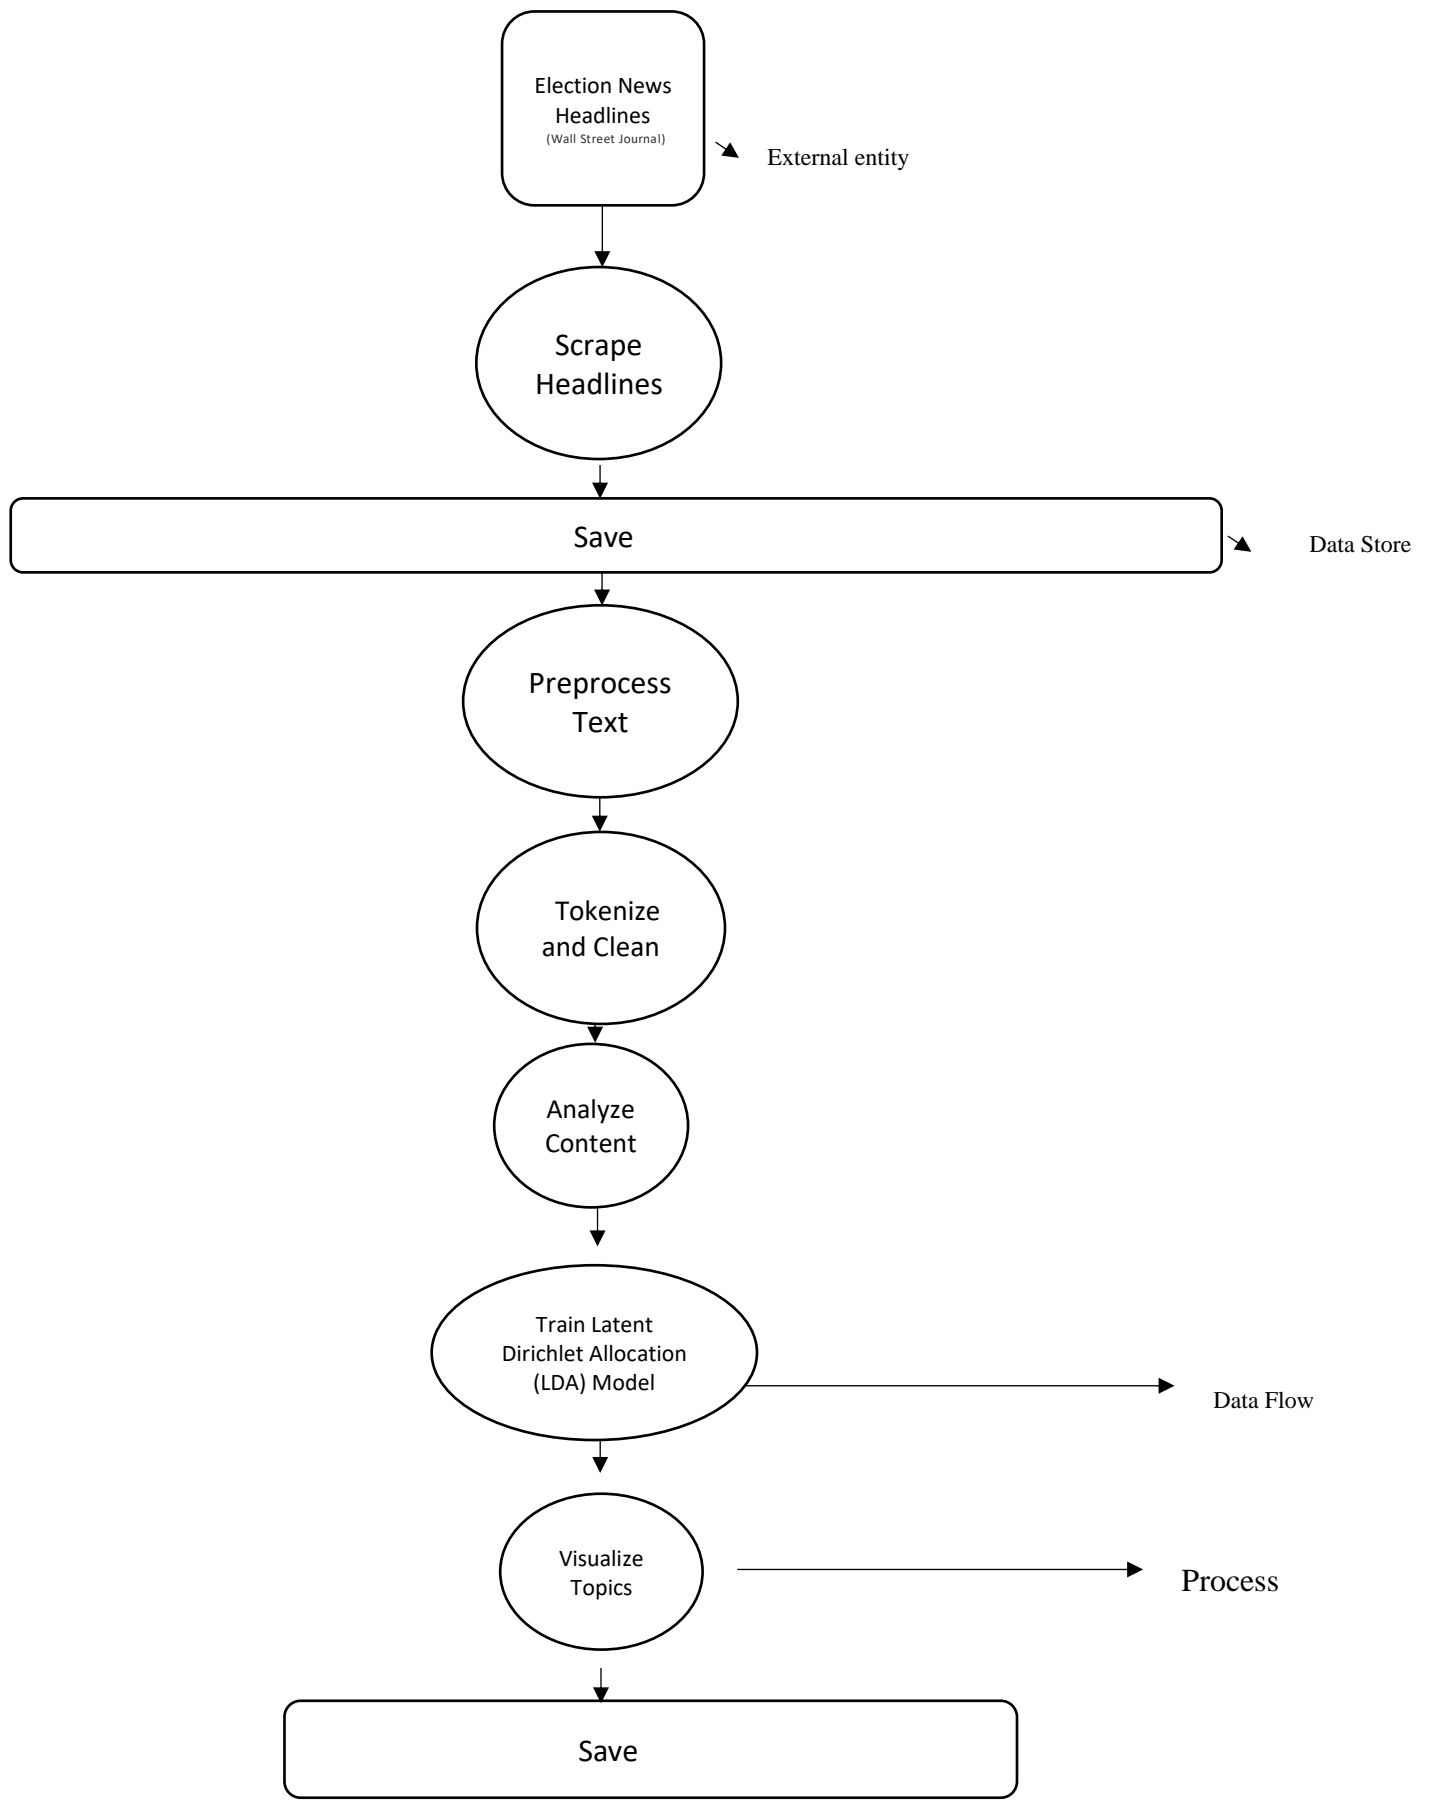 Election News
Headlines
(Wall Street Journal)
External entity
Scrape
Headlines
Save
Data Store
Preprocess
Text
Tokenize
and Clean
Analyze
Content
Train Latent
Dirichlet Allocation
(LDA) Model
Data Flow
Visualize
Topics
Process
Save